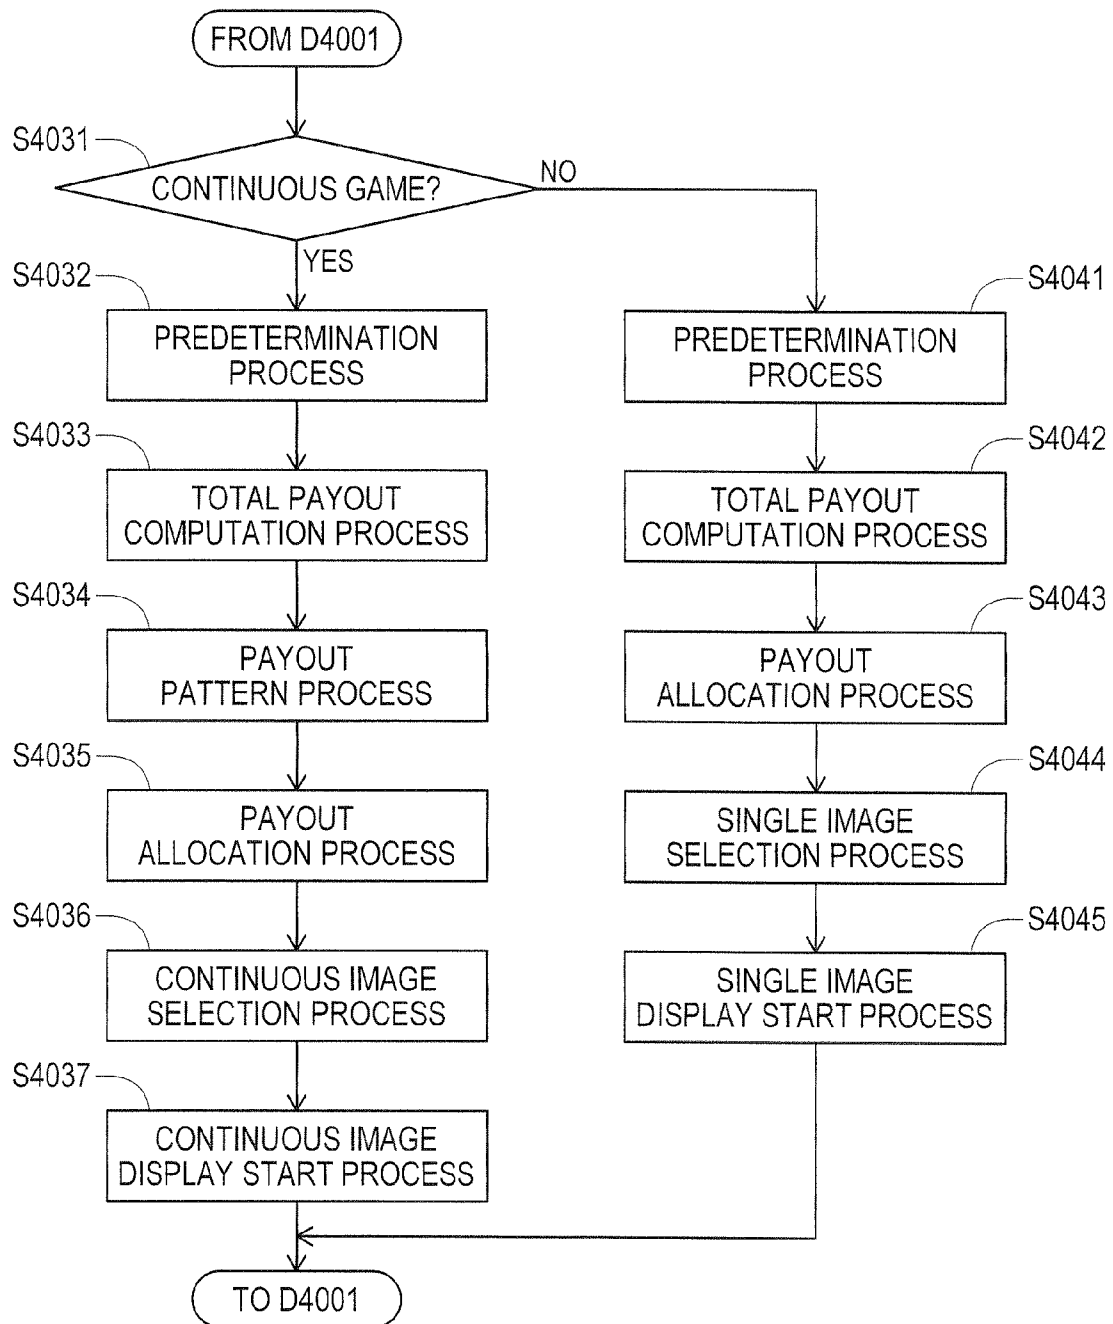 FROM D4001
S4031
CONTINUOUS GAME?
NO
YES
S4032
PREDETERMINATION
PROCESS
S4033
TOTAL PAYOUT
COMPUTATION PROCESS
S4034
PAYOUT
PATTERN PROCESS
S4035
PAYOUT
ALLOCATION PROCESS
S4036
CONTINUOUS IMAGE
SELECTION PROCESS
S4037
CONTINUOUS IMAGE
DISPLAY START PROCESS
S4041
PREDETERMINATION
PROCESS
S4042
TOTAL PAYOUT
COMPUTATION PROCESS
S4043
PAYOUT
ALLOCATION PROCESS
S4044
SINGLE IMAGE
SELECTION PROCESS
S4045
SINGLE IMAGE
DISPLAY START PROCESS
TO D4001